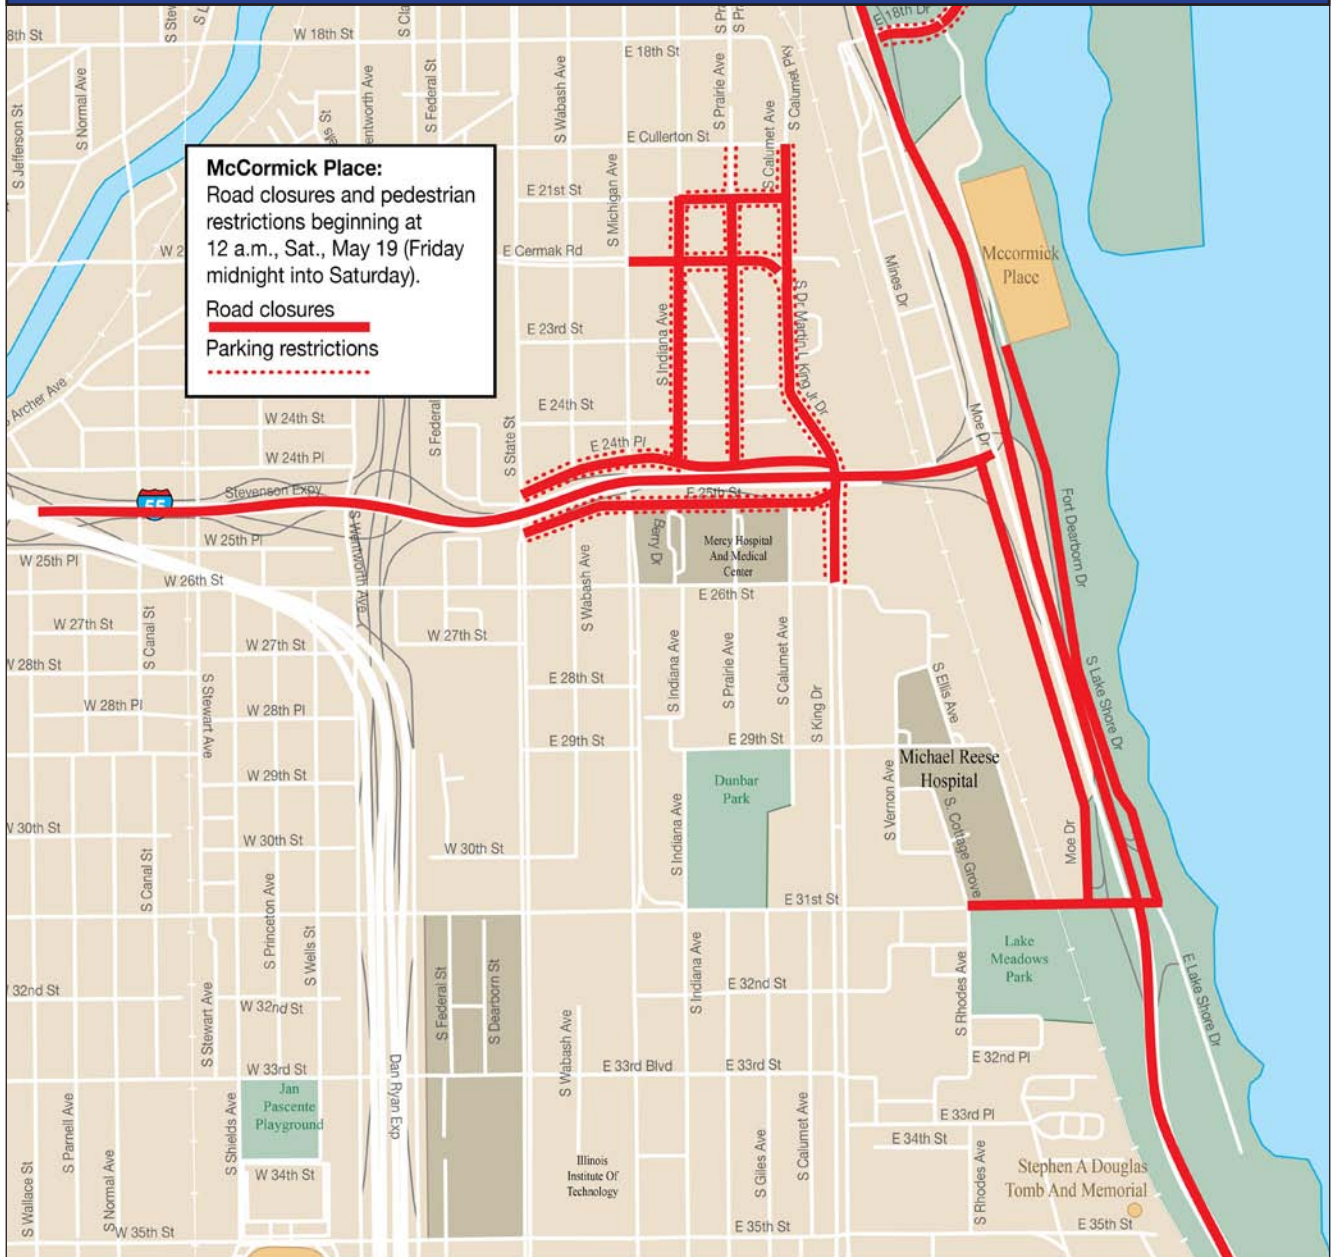 8th St
S Stew
S L
W 18th St
S Cla
S Pr
S Pr
E 18th Dr
S Jefferson St
S Normal Ave
entworth Ave
S Federal St
S Wabash Ave
E 18th St
S Prairie Ave
S Calumet Pky
E Cullerton St
S Calumet Ave
McCormick Place:
Road closures and pedestrian
restrictions beginning at
12 a.m., Sat., May 19 (Friday
midnight into Saturday).
Road closures
Parking restrictions
E 21st St
S Michigan Ave
W 2
E Cermak Rd
Mines Dr
Mccormick
Place
S Dr Martin L King Jr Dr
S Indiana Ave
E 23rd St
S Archer Ave
W 24th St
S Federal
S State St
E 24th St
E 24th Pl
Moe Dr
W 24th Pl
Stevenson Expy
55
E 25th St
Fort Dearborn Dr
W 25th Pl
W 25th Pl
S Wentworth Ave
Berry Dr
Mercy Hospital
And Medical
Center
W 26th St
S Wabash Ave
E 26th St
W 27th St
S Canal St
W 27th St
W 27th St
S Indiana Ave
S Prairie Ave
S Calumet Ave
S King Dr
W 28th St
S Stewart Ave
E 28th St
S Ellis Ave
S Lake Shore Dr
W 28th Pl
W 28th Pl
E 29th St
E 29th St
Michael Reese
Hospital
W 29th St
Dunbar
Park
S Vernon Ave
S. Cottage Grove
Moe Dr
W 30th St
W 30th St
W 30th St
S Indiana Ave
S Canal St
S Princeton Ave
E 31st St
S Wells St
S Federal St
S Dearborn St
S Indiana Ave
S Rhodes Ave
Lake
Meadows
Park
E Lake Shore Dr
32nd St
S Stewart Ave
W 32nd St
E 32nd St
S Wabash Ave
E 32nd Pl
W 33rd St
Dan Ryan Exp
E 33rd Blvd
E 33rd St
Jan
Pascente
Playground
S Parnell Ave
S Shields Ave
S Calumet Ave
E 33rd Pl
E 34th St
S Wallace St
S Normal Ave
W 34th St
Illinois
Institute Of
Technology
S Giles Ave
S Rhodes Ave
Stephen A Douglas
Tomb And Memorial
W 35th St
E 35th St
E 35th St